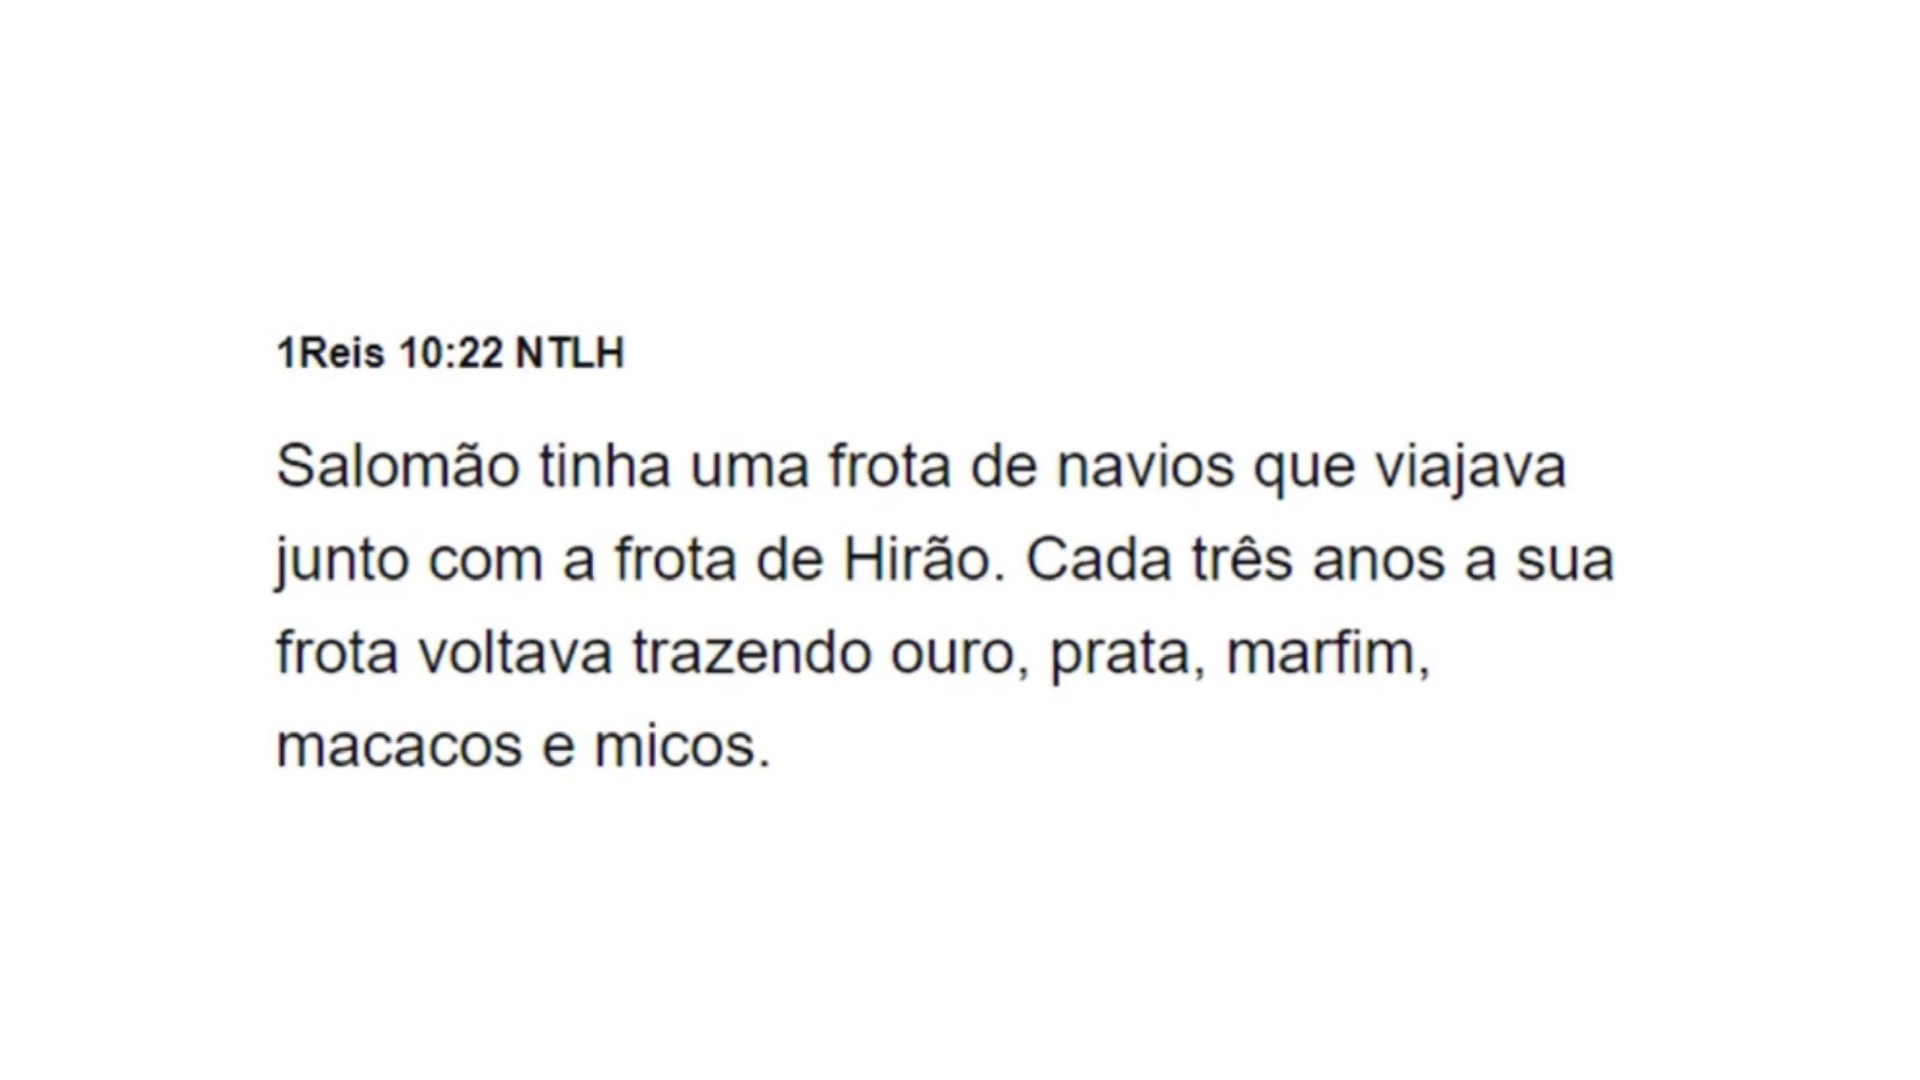 1Reis 10:22 NTLH
Salomão tinha uma frota de navios que viajava
junto com a frota de Hirão. Cada três anos a sua
frota voltava trazendo ouro, prata, marfim,
macacos e micos.